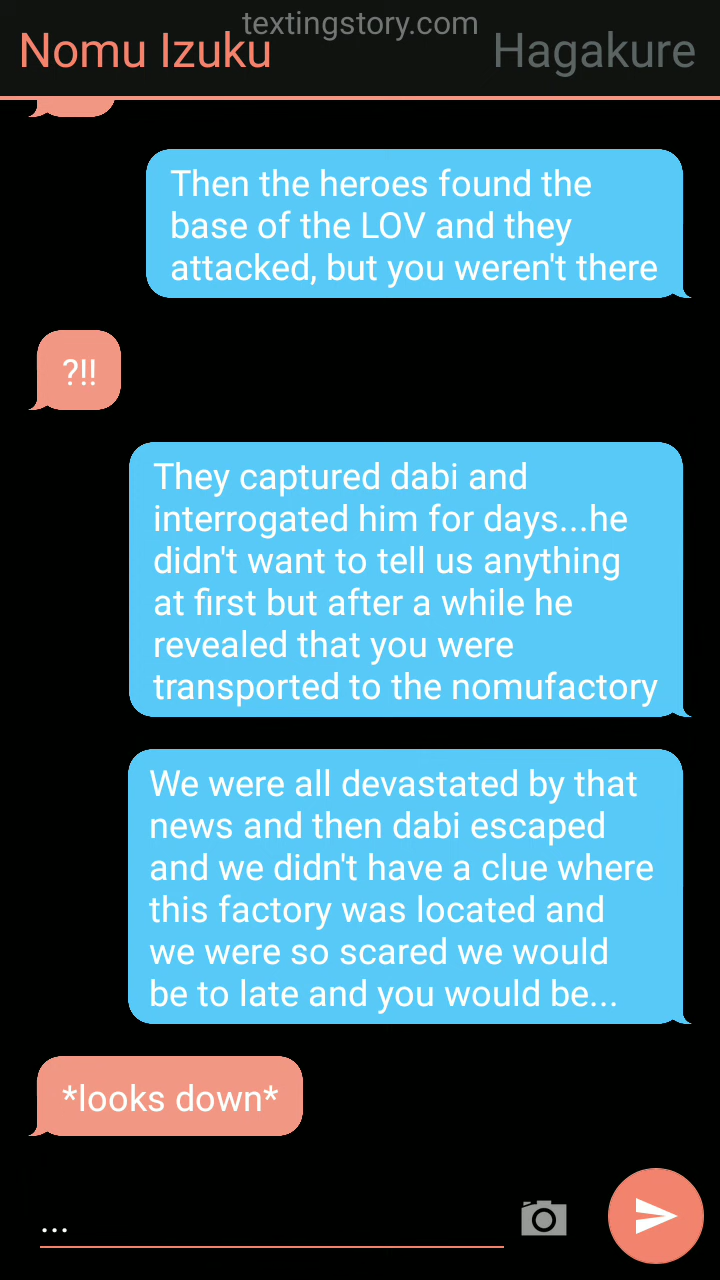 textingstory.com
Nomu Izuku
Hagakure
Then the heroes found the
base of the LOV and they
attacked, but you weren't there
?!!
They captured dabi and
interrogated him for days...he
didn't want to tell us anything
at first but after a while he
revealed that you were
transported to the nomufactory
We were all devastated by that
news and then dabi escaped
and we didn't have a clue where
this factory was located and
we were so scared we would
be to late and you would be...
*looks down*
...